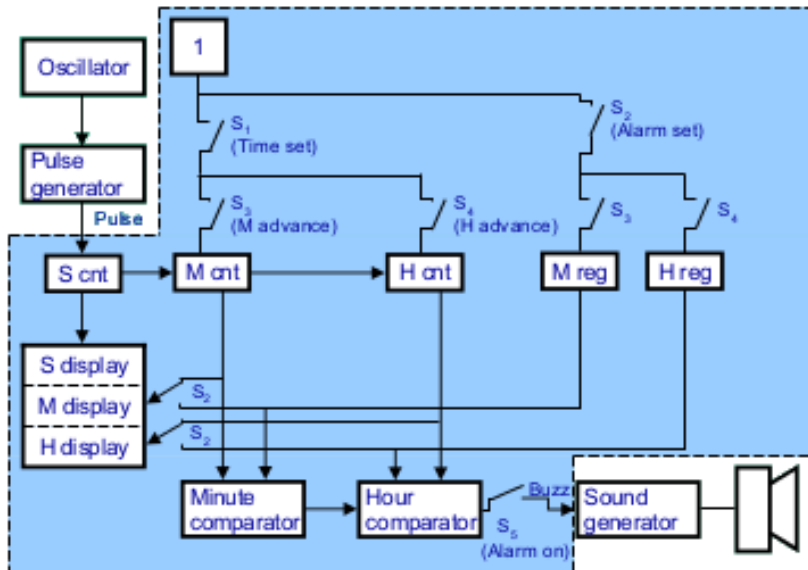 1
Oscillator
S1
(Time set)
S2
(Alarm set)
Pulse
generator
Pulse
S3
(M advance)
S4
(H advance)
S3
S4
S cnt
M cnt
H cnt
M reg
H reg
S display
M display
H display
S2
S2
Minute
comparator
Hour
comparator
Buzz
S5
(Alarm on)
Sound
generator